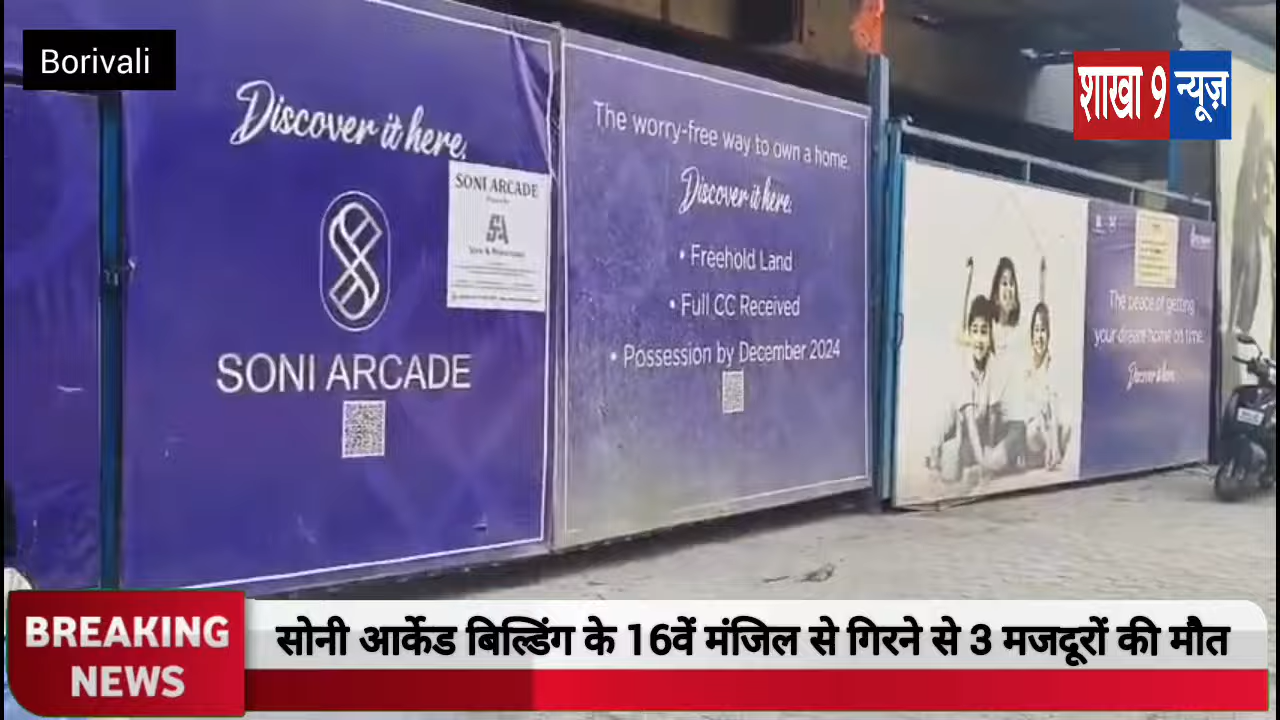 Borivali
शाखा 9 न्यूज़
Discover it here.
SONI ARCADE
SONI ARCADE
The worry-free way to own a home.
Discover it here.
• Freehold Land
• Full CC Received
• Possession by December 2024
The peace of getting
your dream home on time.
Discover it here.
BREAKING
NEWS
सोनी आर्केड बिल्डिंग के 16वें मंजिल से गिरने से 3 मजदूरों की मौत